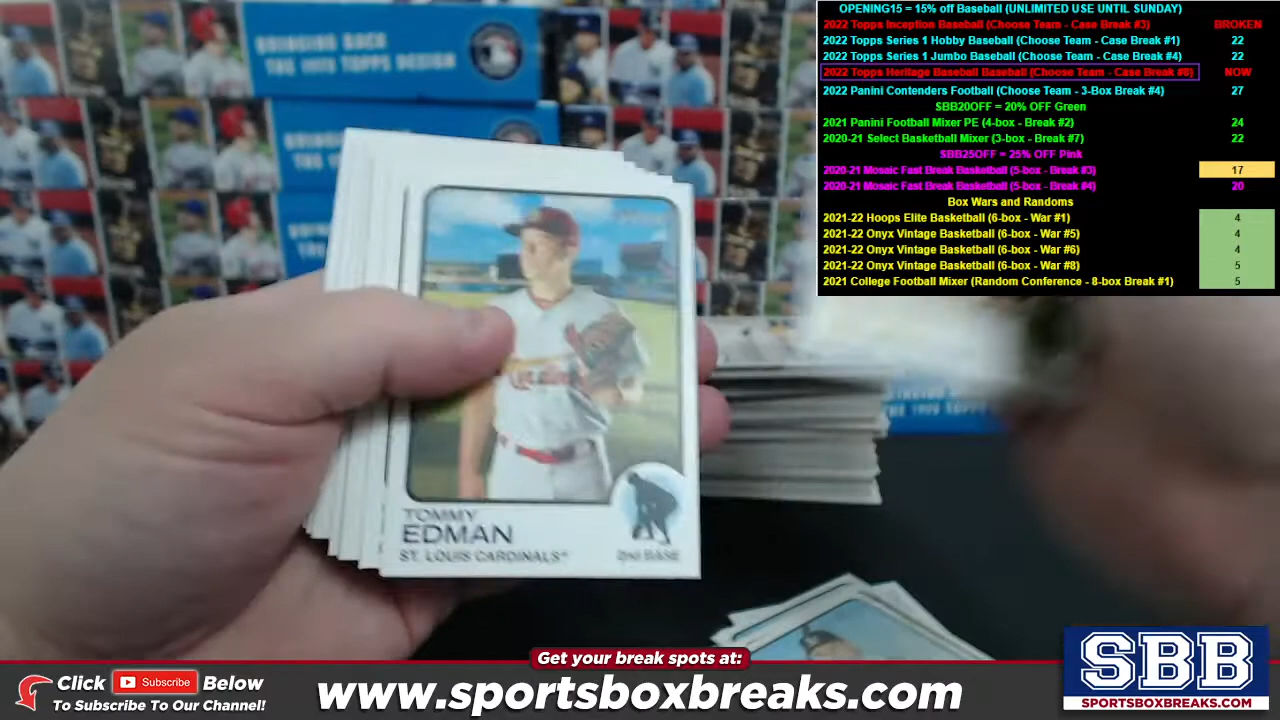 OPENING15 = 15% off Baseball (UNLIMITED USE UNTIL SUNDAY)
2022 Topps Inception Baseball (Choose Team - Case Break #3) BROKEN
2022 Topps Series 1 Hobby Baseball (Choose Team - Case Break #1) 22
2022 Topps Series 1 Jumbo Baseball (Choose Team - Case Break #4) 22
2022 Topps Heritage Baseball Baseball (Choose Team - Case Break #8) NOW
2022 Panini Contenders Football (Choose Team - 3-Box Break #4) 27
SBB20OFF = 20% OFF Green
2021 Panini Football Mixer PE (4-box - Break #2) 24
2020-21 Select Basketball Mixer (3-box - Break #7) 22
SBB25OFF = 25% OFF Pink
2020-21 Mosaic Fast Break Basketball (5-box - Break #3) 17
2020-21 Mosaic Fast Break Basketball (5-box - Break #4) 20
Box Wars and Randoms
2021-22 Hoops Elite Basketball (6-box - War #1) 4
2021-22 Onyx Vintage Basketball (6-box - War #5) 4
2021-22 Onyx Vintage Basketball (6-box - War #6) 4
2021-22 Onyx Vintage Basketball (6-box - War #8) 5
2021 College Football Mixer (Random Conference - 8-box Break #1) 5
TOMMY
EDMAN
ST. LOUIS CARDINALS
2nd BASE
Get your break spots at:
Click Subscribe Below
To Subscribe To Our Channel!
www.sportsboxbreaks.com
SBB
SPORTSBOXBREAKS.COM